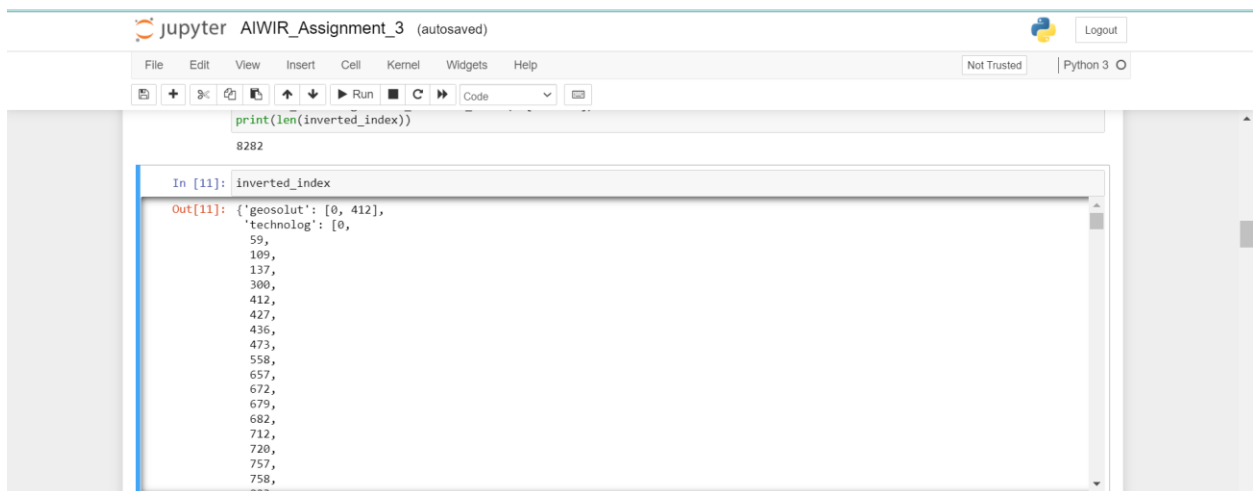 jupyter AIWIR_Assignment_3 (autosaved)
Logout
File Edit View Insert Cell Kernel Widgets Help
Not Trusted
Python 3
Run
Code
print(len(inverted_index))
8282
In [11]: inverted_index
Out[11]: {'geosolut': [0, 412],
'technolog': [0,
59,
109,
137,
300,
412,
427,
436,
473,
558,
657,
672,
679,
682,
712,
720,
757,
758,